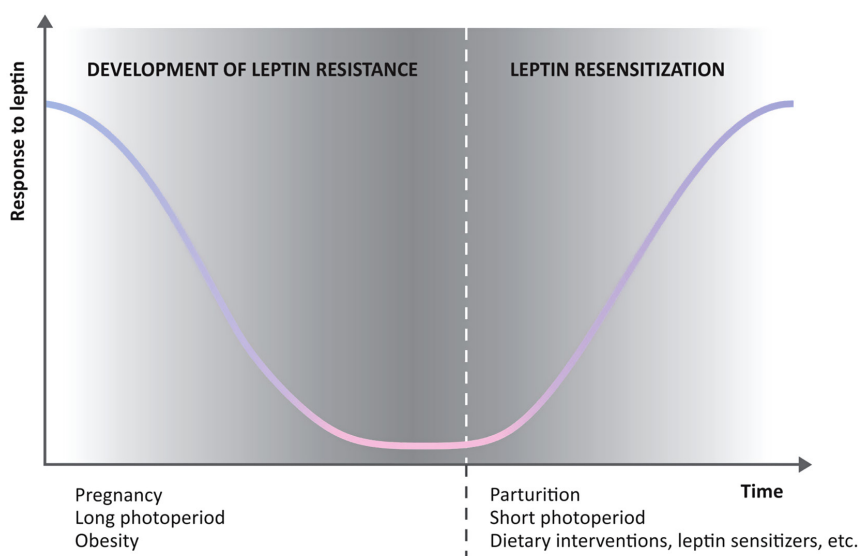 DEVELOPMENT OF LEPTIN RESISTANCE
LEPTIN RESENSITIZATION
Response to leptin
Time
Pregnancy
Long photoperiod
Obesity
Parturition
Short photoperiod
Dietary interventions, leptin sensitizers, etc.